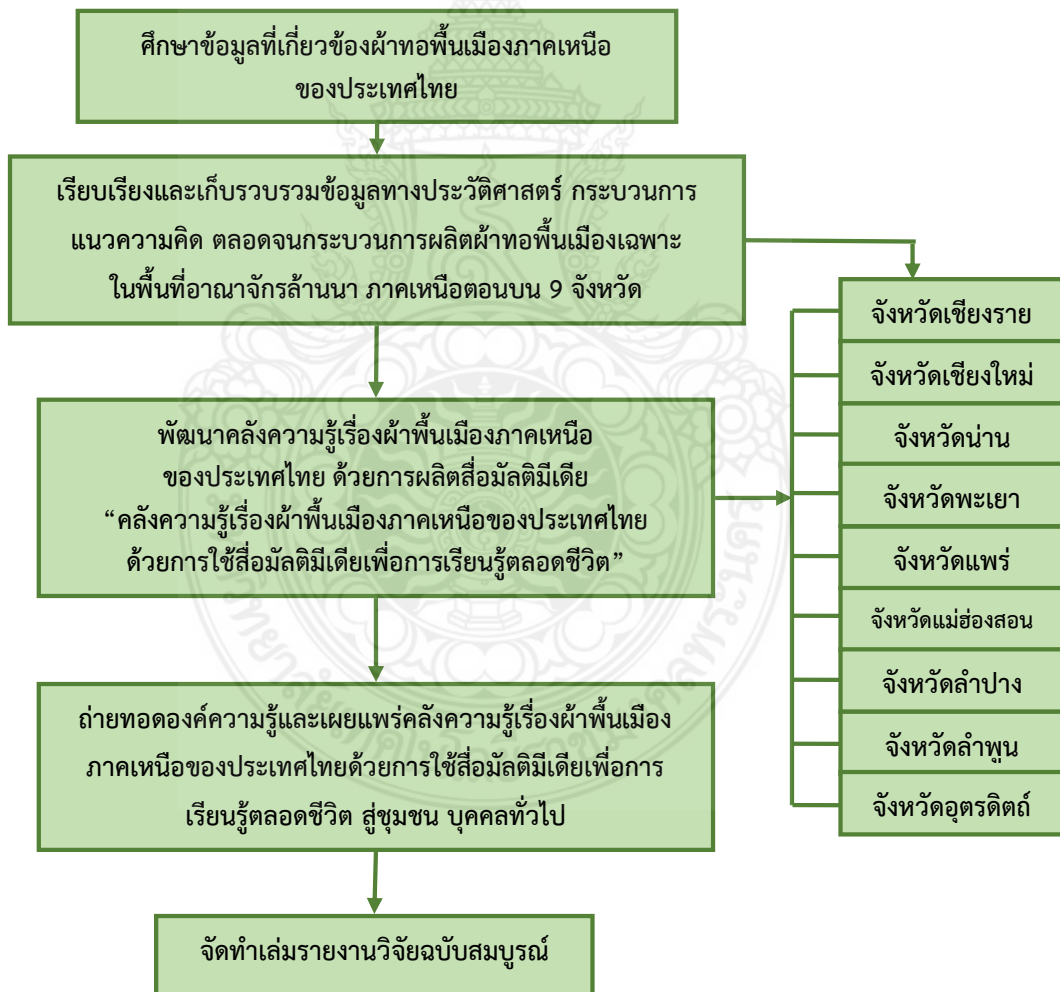 ศึกษาข้อมูลที่เกี่ยวข้องผ้าทอพื้นเมืองภาคเหนือ
ของประเทศไทย
เรียบเรียงและเก็บรวบรวมข้อมูลทางประวัติศาสตร์ กระบวนการ
แนวความคิด ตลอดจนกระบวนการผลิตผ้าทอพื้นเมืองเฉพาะ
ในพื้นที่อาณาจักรล้านนา ภาคเหนือตอนบน 9 จังหวัด
พัฒนาคลังความรู้เรื่องผ้าพื้นเมืองภาคเหนือ
ของประเทศไทย ด้วยการผลิตสื่อมัลติมีเดีย
“คลังความรู้เรื่องผ้าพื้นเมืองภาคเหนือของประเทศไทย
ด้วยการใช้สื่อมัลติมีเดียเพื่อการเรียนรู้ตลอดชีวิต”
ถ่ายทอดองค์ความรู้และเผยแพร่คลังความรู้เรื่องผ้าพื้นเมือง
ภาคเหนือของประเทศไทยด้วยการใช้สื่อมัลติมีเดียเพื่อการ
เรียนรู้ตลอดชีวิต สู่ชุมชน บุคคลทั่วไป
จัดทำเล่มรายงานวิจัยฉบับสมบูรณ์
จังหวัดเชียงราย
จังหวัดเชียงใหม่
จังหวัดน่าน
จังหวัดพะเยา
จังหวัดแพร่
จังหวัดแม่ฮ่องสอน
จังหวัดลำปาง
จังหวัดลำพูน
จังหวัดอุตรดิตถ์